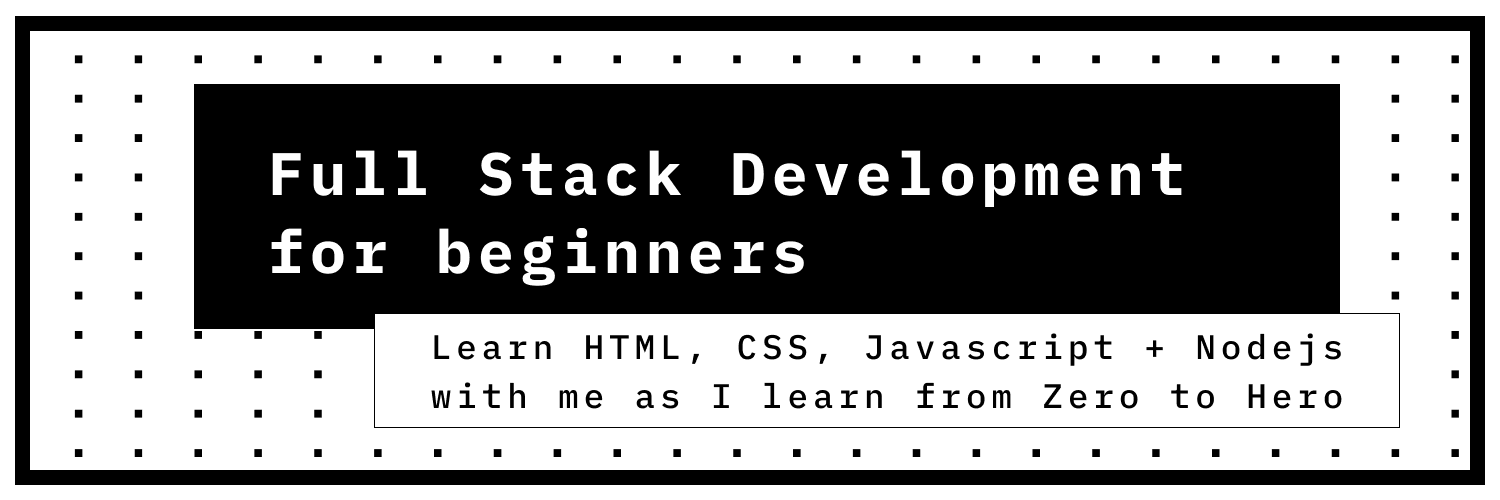 Full Stack Development
for beginners
Learn HTML, CSS, Javascript + Nodejs
with me as I learn from Zero to Hero